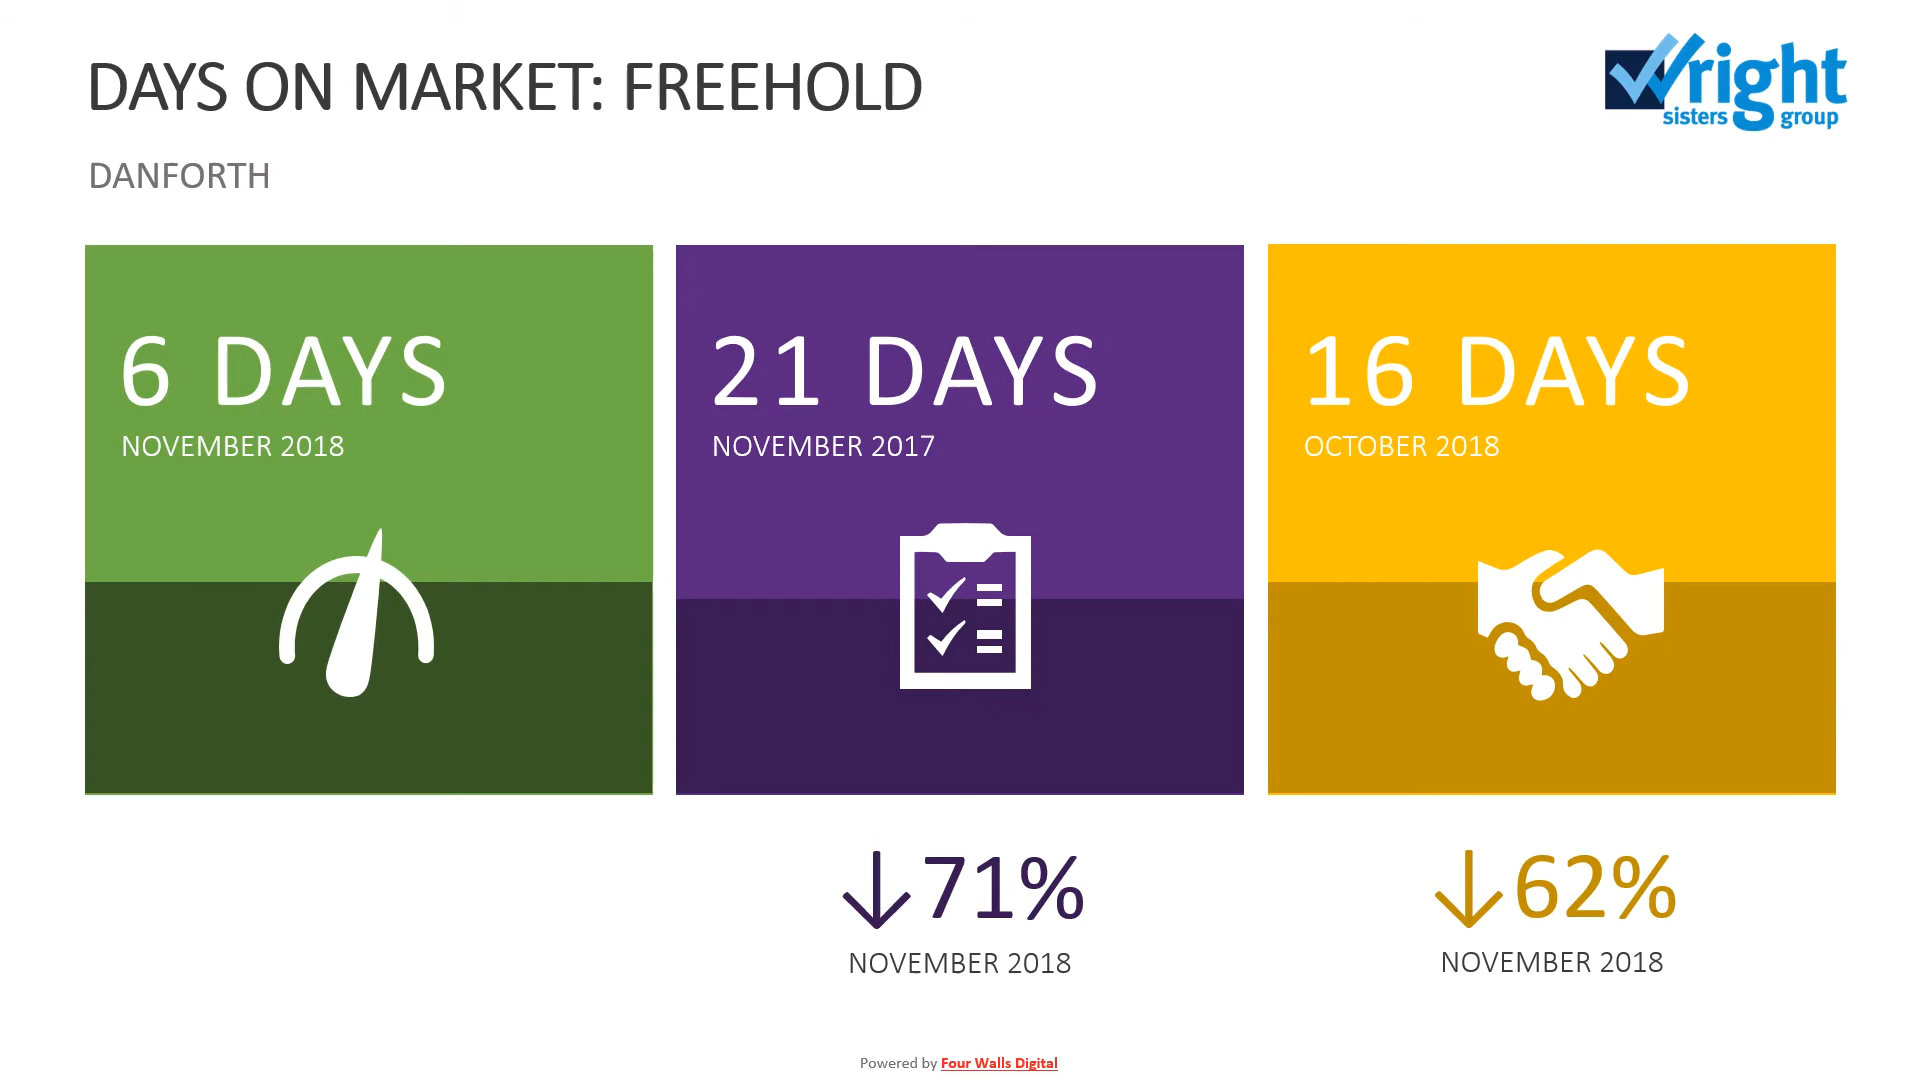 DAYS ON MARKET: FREEHOLD
Wright
sisters group
DANFORTH
6 DAYS
NOVEMBER 2018
21 DAYS
NOVEMBER 2017
16 DAYS
OCTOBER 2018
↓71%
NOVEMBER 2018
↓62%
NOVEMBER 2018
Powered by Four Walls Digital